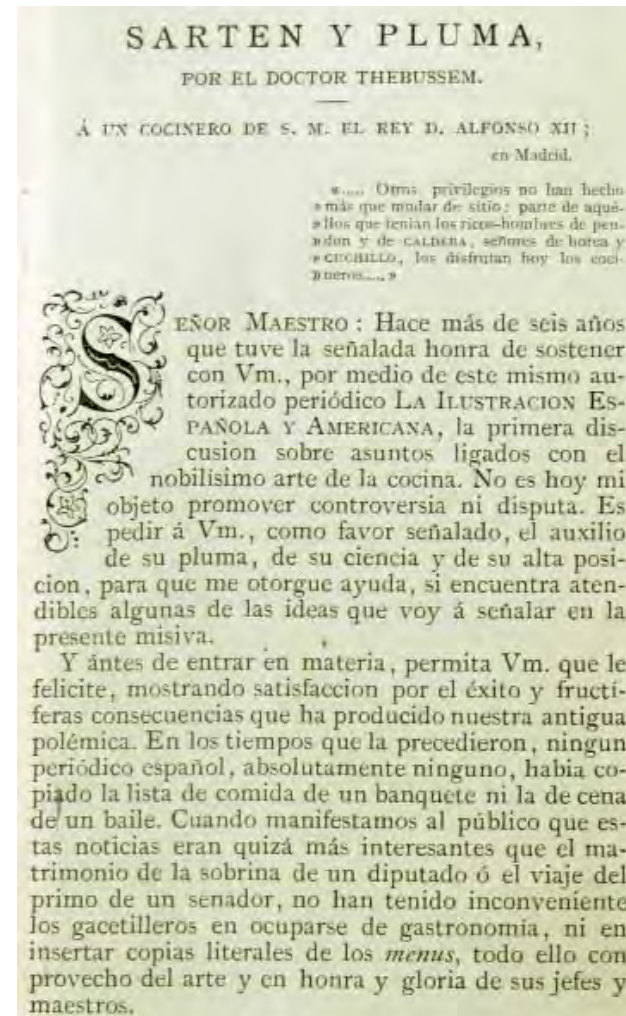 SARTEN Y PLUMA,
POR EL DOCTOR THEBUSSEM.
Á UN COCINERO DE S. M. EL REY D. ALFONSO XII;
en Madrid.
«..... Otros privilegios no han hecho
»más que mudar de sitio: parte de aqué-
»llos que tenian los ricos-hombres de pen-
»don y de CALDERA, señores de horca y
»CUCHILLO, los disfrutan hoy los coci-
»neros.....»
SEÑOR MAESTRO: Hace más de seis años
que tuve la señalada honra de sostener
con Vm., por medio de este mismo au-
torizado periódico LA ILUSTRACION ES-
PAÑOLA Y AMERICANA, la primera dis-
cusion sobre asuntos ligados con el
nobilísimo arte de la cocina. No es hoy mi
objeto promover controversia ni disputa. Es
pedir á Vm., como favor señalado, el auxilio
de su pluma, de su ciencia y de su alta posi-
cion, para que me otorgue ayuda, si encuentra aten-
dibles algunas de las ideas que voy á señalar en la
presente misiva.
Y ántes de entrar en materia, permita Vm. que le
felicite, mostrando satisfaccion por el éxito y fructí-
feras consecuencias que ha producido nuestra antigua
polémica. En los tiempos que la precedieron, ningun
periódico español, absolutamente ninguno, habia co-
piado la lista de comida de un banquete ni la de cena
de un baile. Cuando manifestamos al público que es-
tas noticias eran quizá más interesantes que el ma-
trimonio de la sobrina de un diputado ó el viaje del
primo de un senador, no han tenido inconveniente
los gacetilleros en ocuparse de gastronomía, ni en
insertar copias literales de los menus, todo ello con
provecho del arte y en honra y gloria de sus jefes y
maestros.